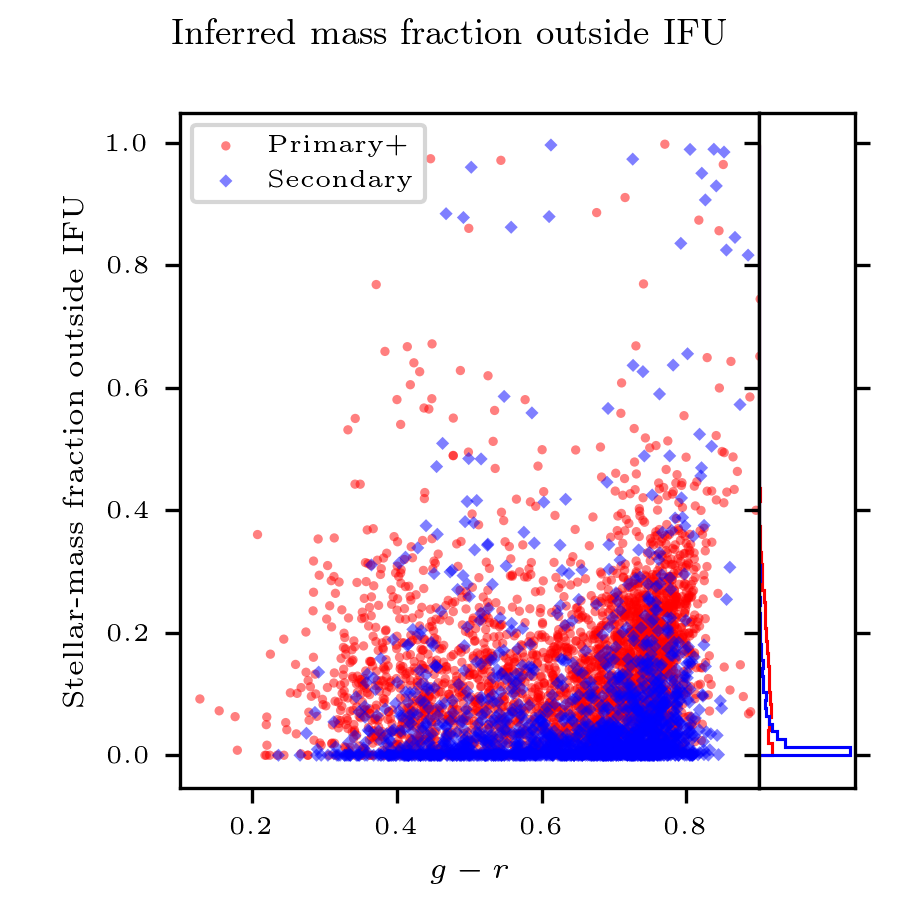 Inferred mass fraction outside IFU
Primary+
Secondary
Stellar-mass fraction outside IFU
1.0
0.8
0.6
0.4
0.2
0.0
0.2
0.4
0.6
0.8
g − r